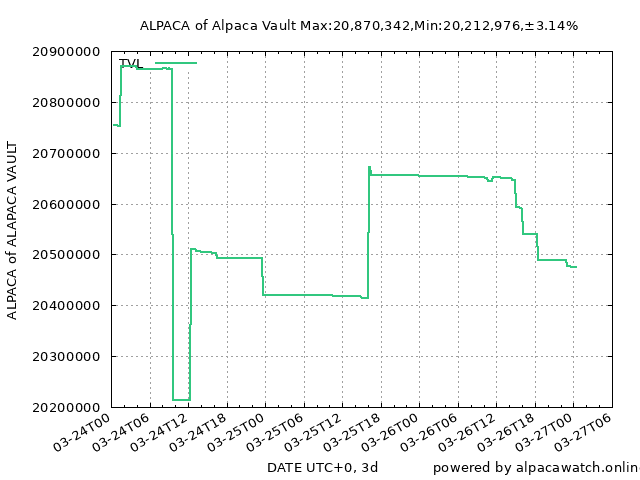 ALPACA of Alpaca Vault Max:20,870,342,Min:20,212,976,±3.14%
TVL
20900000
20800000
20700000
20600000
20500000
20400000
20300000
20200000
ALPACA of ALAPACA VAULT
03-24T00
03-24T06
03-24T12
03-24T18
03-25T00
03-25T06
03-25T12
03-25T18
03-26T00
03-26T06
03-26T12
03-26T18
03-27T00
03-27T06
DATE UTC+0, 3d
powered by alpacawatch.onlin